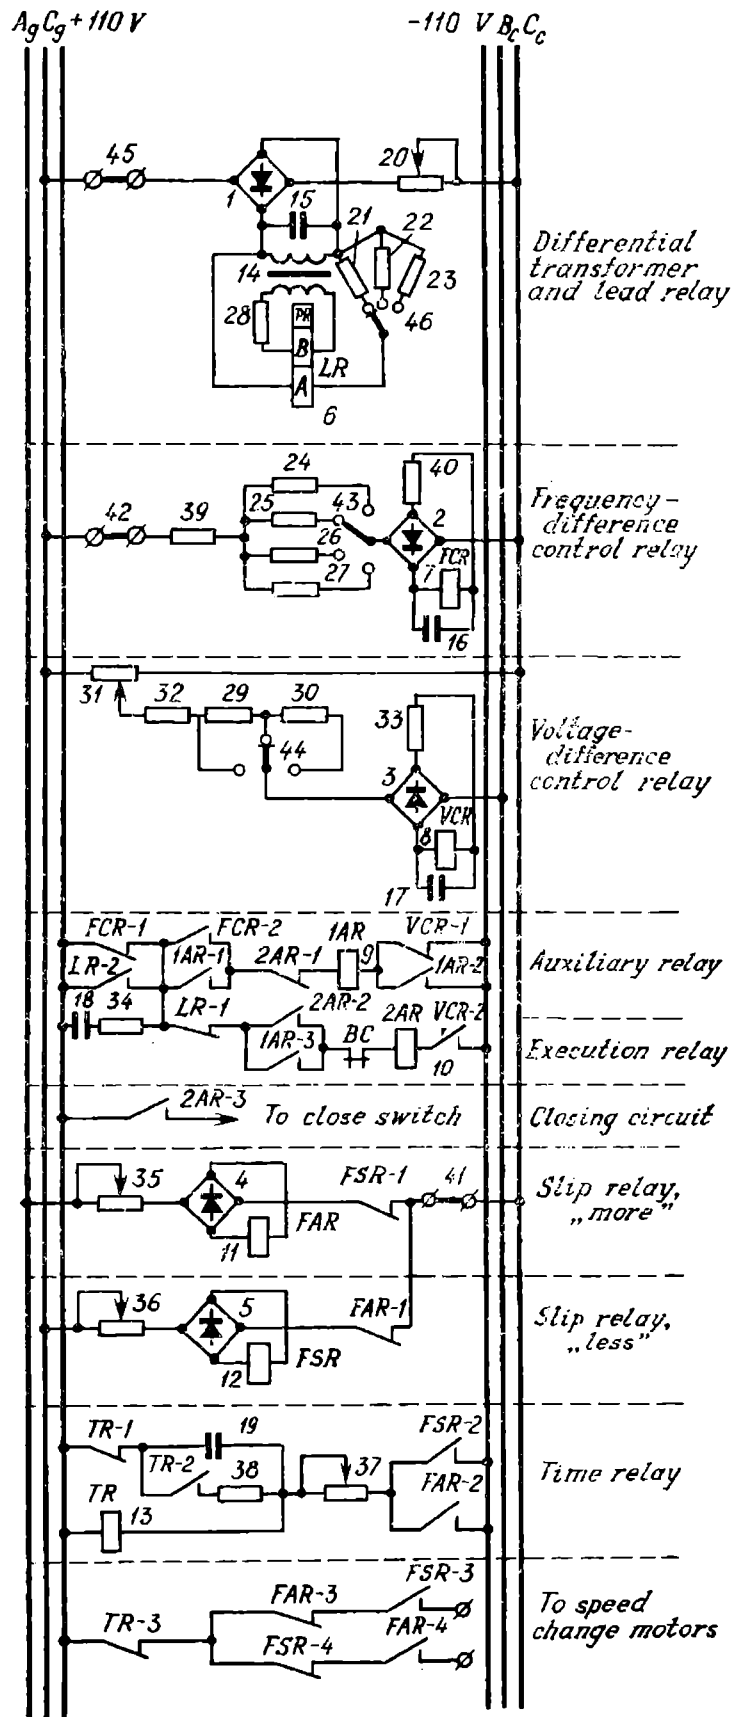 A_g C_g +110 V
-110 V B_c C_c
45
20
1
15
21
22
14
23
28
PR
B
46
LR
A
6
Differential
transformer
and lead relay
24
40
42
39
25
43
2
26
FCR
27
7
16
Frequency-
difference
control relay
31
32
29
30
33
44
3
VCR
8
17
Voltage-
difference
control relay
FCR-1
FCR-2
1AR
VCR-1
LR-2
1AR-1
2AR-1
9
1AR-2
Auxiliary relay
18
34
LR-1
2AR-2
2AR
VCR-2
1AR-3
BC
10
Execution relay
2AR-3
To close switch
Closing circuit
35
4
FSR-1
41
FAR
11
Slip relay,
„more"
36
5
FAR-1
FSR
12
Slip relay,
„less"
TR-1
19
FSR-2
TR-2
38
37
FAR-2
TR
13
Time relay
FAR-3
FSR-3
TR-3
FSR-4
FAR-4
To speed
change motors